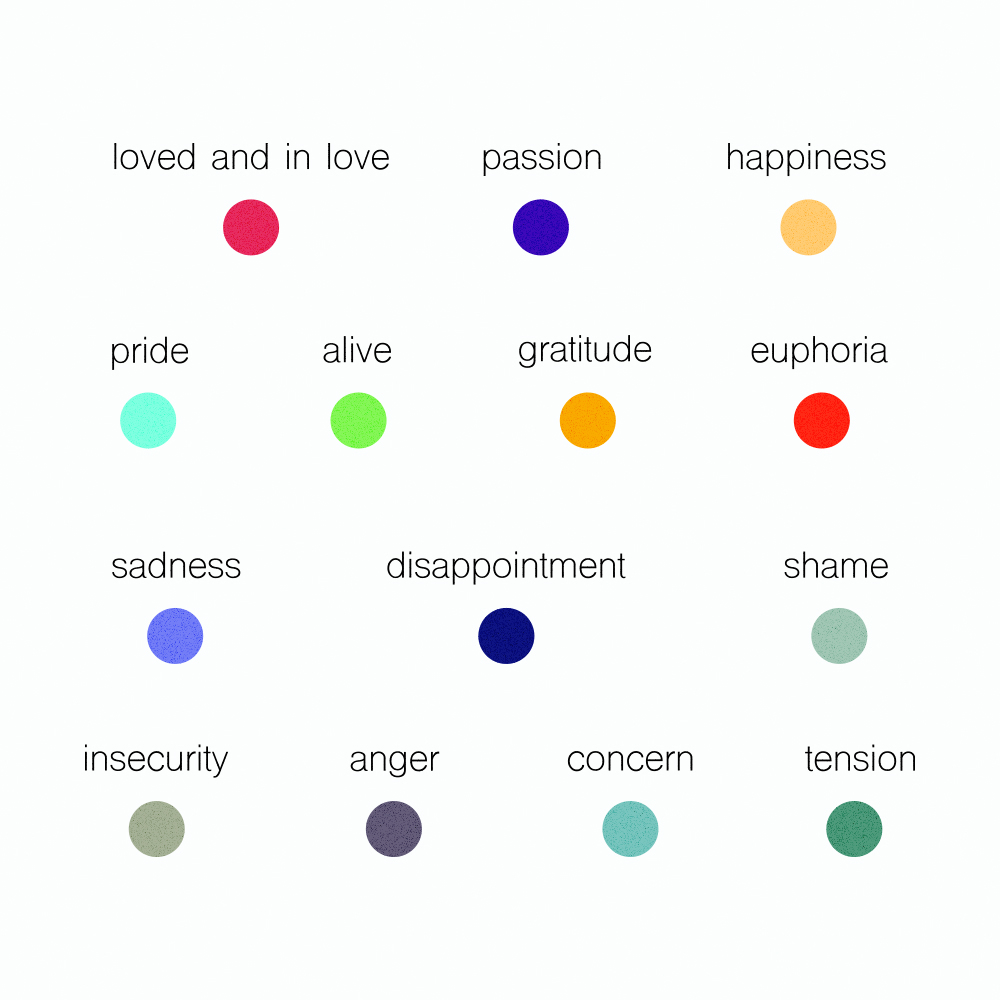 loved and in love passion happiness
pride alive gratitude euphoria
sadness disappointment shame
insecurity anger concern tension